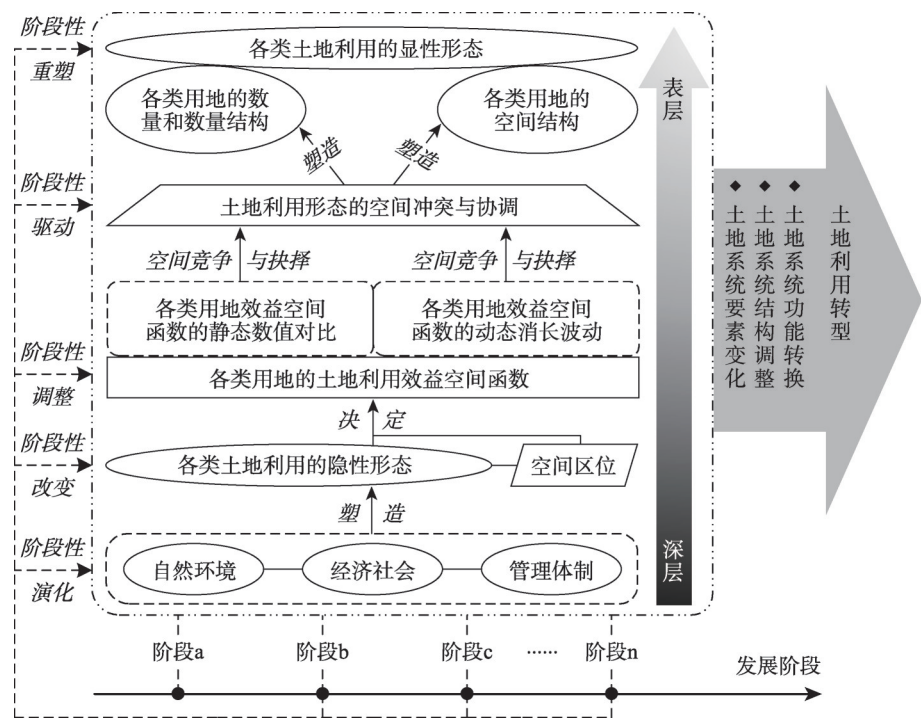 阶段性
重塑
各类土地利用的显性形态
各类用地的数
量和数量结构
各类用地的
空间结构
塑造
塑造
阶段性
驱动
土地利用形态的空间冲突与协调
空间竞争
与抉择
空间竞争
与抉择
各类用地效益空间
函数的静态数值对比
各类用地效益空间
函数的动态消长波动
阶段性
调整
各类用地的土地利用效益空间函数
决 定
阶段性
改变
各类土地利用的隐性形态
空间区位
塑 造
阶段性
演化
自然环境
经济社会
管理体制
表层
深层
◆土地系统要素变化
◆土地系统结构调整
◆土地系统功能转换
土地利用转型
阶段a
阶段b
阶段c
……
阶段n
发展阶段